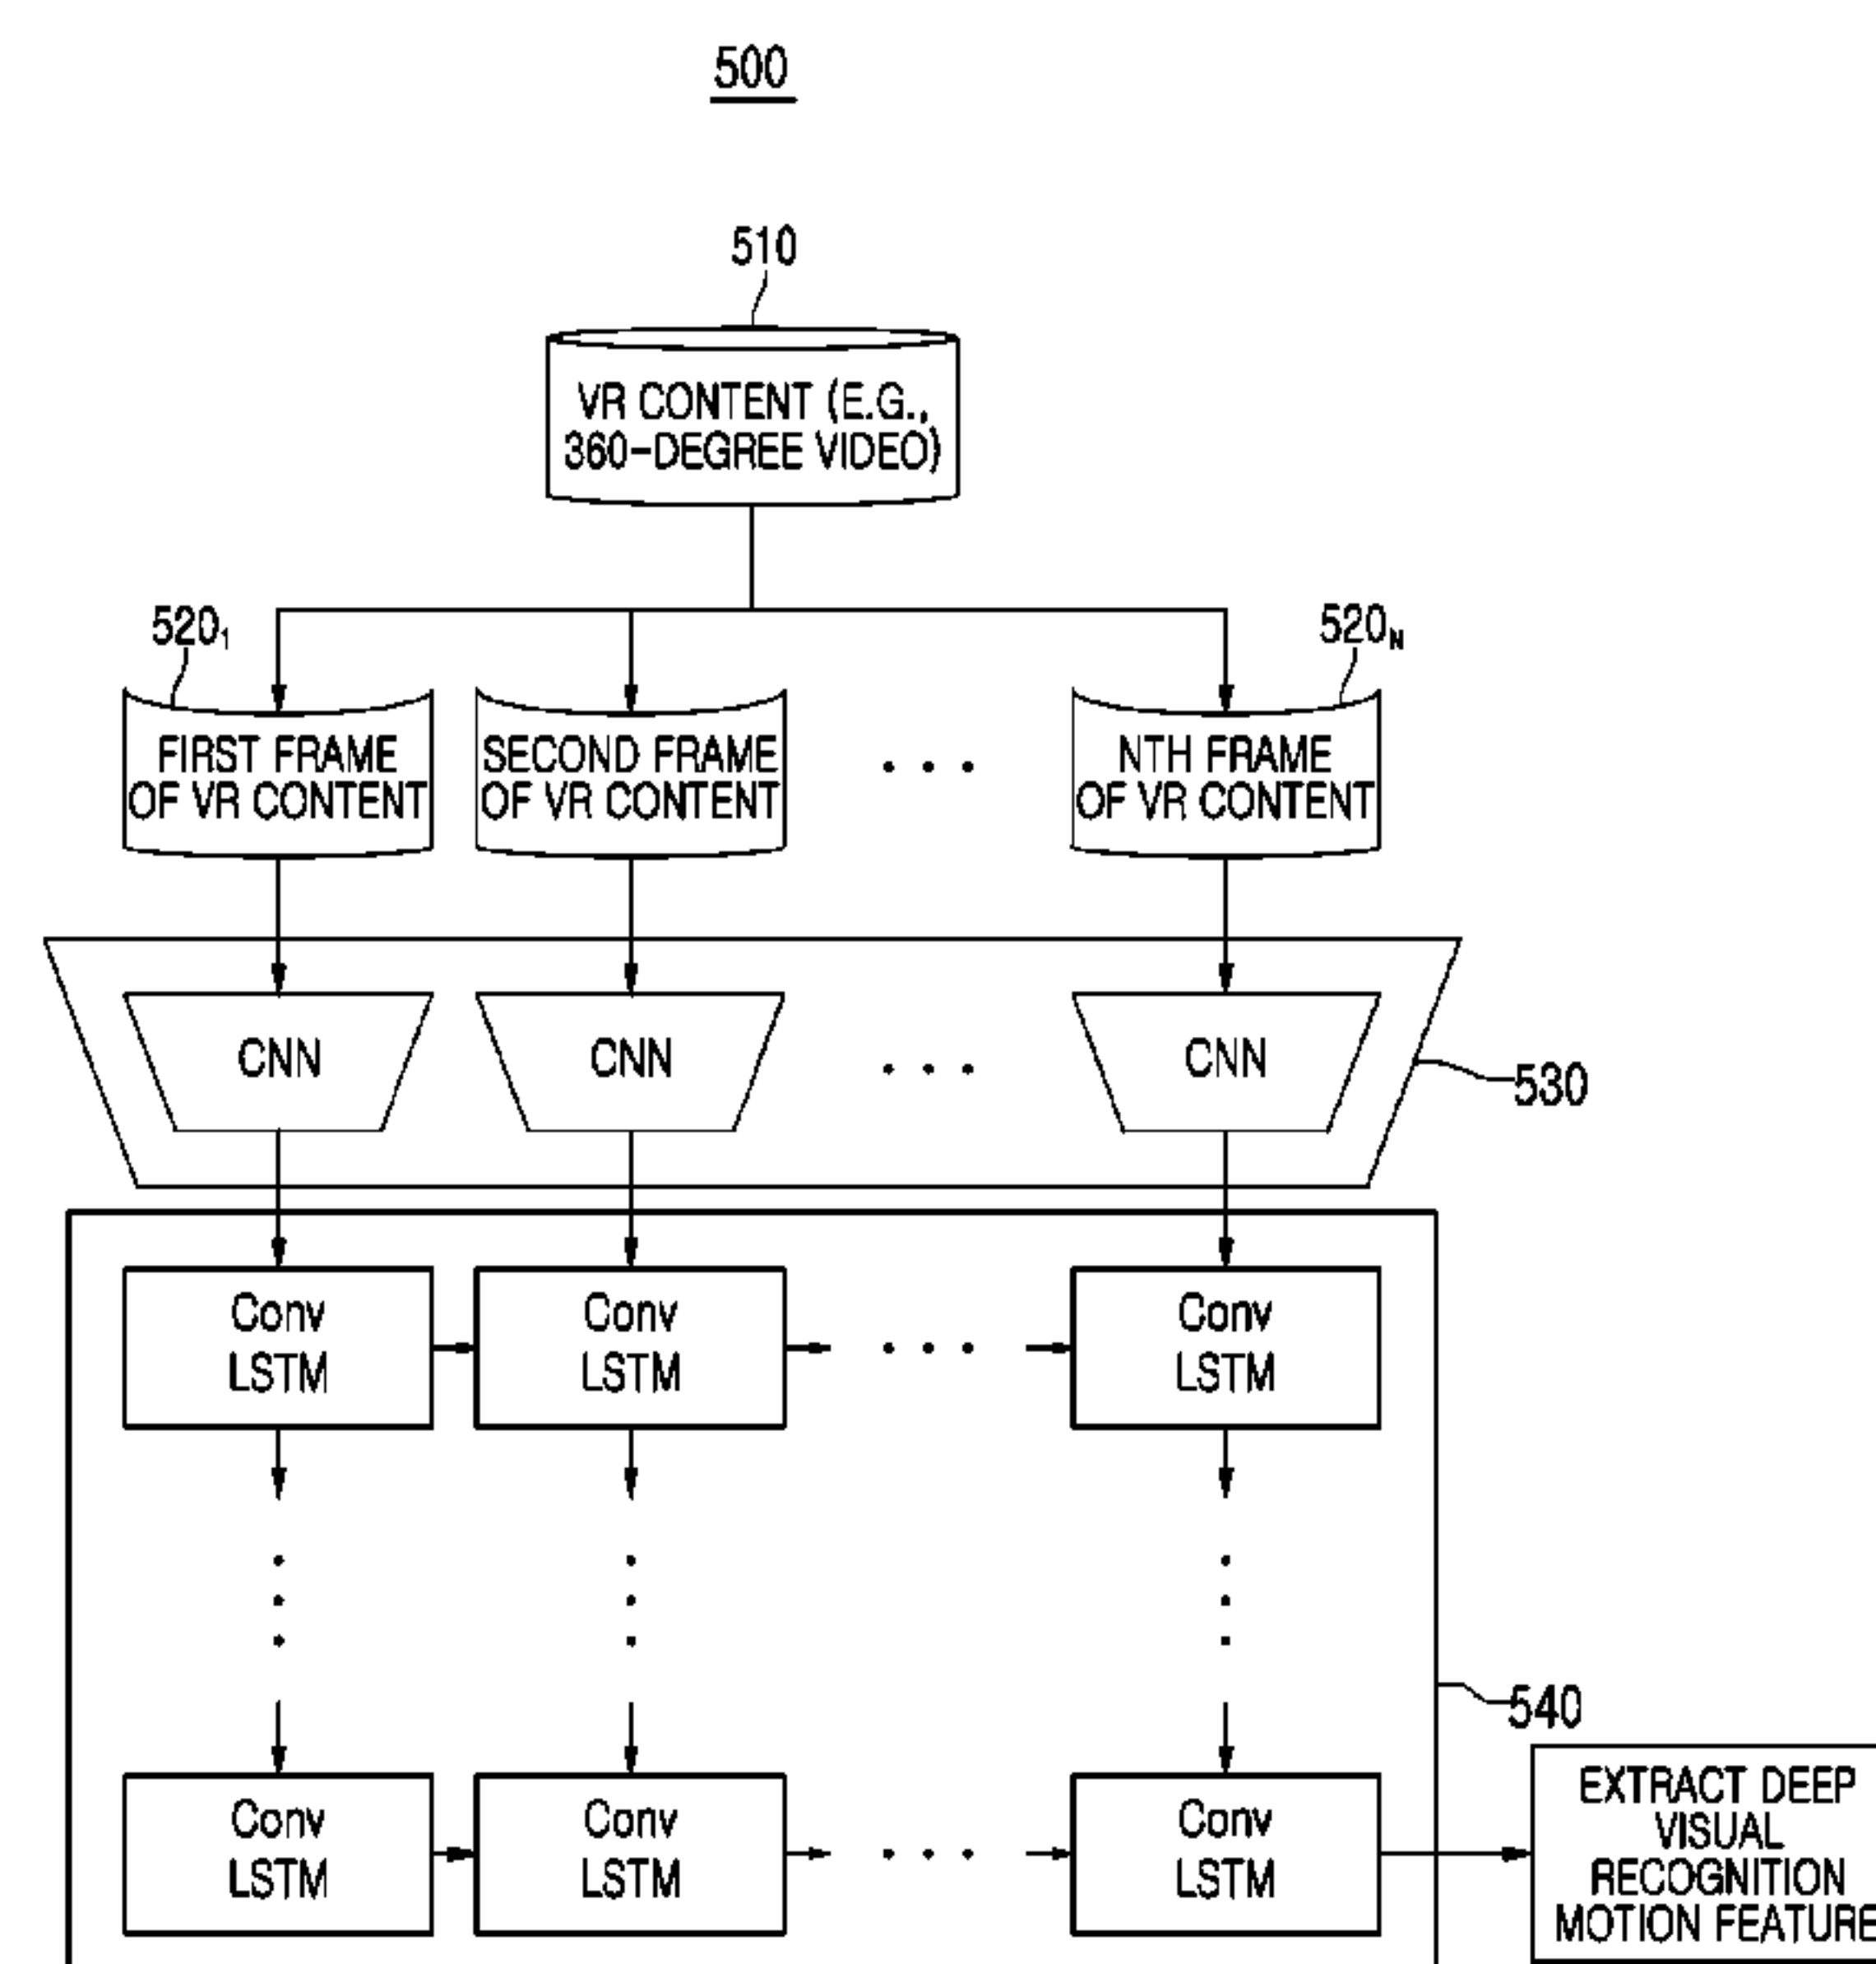 500
510
VR CONTENT (E.G.,
360-DEGREE VIDEO)
520₁
520ₙ
FIRST FRAME
OF VR CONTENT
SECOND FRAME
OF VR CONTENT
. . .
NTH FRAME
OF VR CONTENT
CNN
CNN
. . .
CNN
530
Conv
LSTM
Conv
LSTM
. . .
Conv
LSTM
540
Conv
LSTM
Conv
LSTM
. . .
Conv
LSTM
EXTRACT DEEP
VISUAL
RECOGNITION
MOTION FEATURE